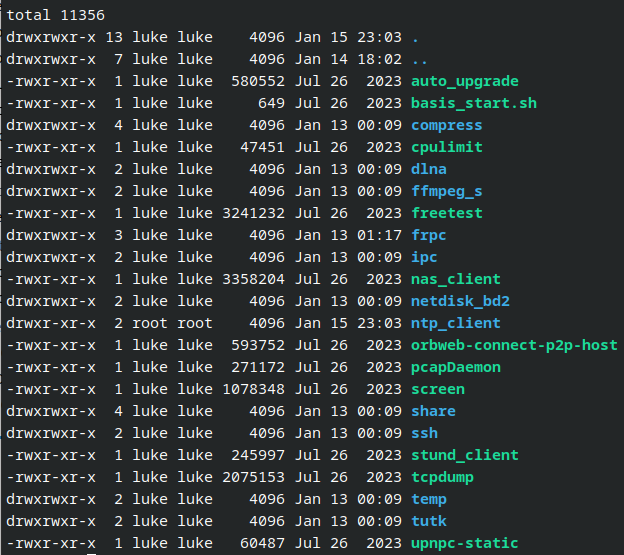 total 11356
drwxrwxr-x 13 luke luke    4096 Jan 15 23:03 .
drwxrwxr-x  7 luke luke    4096 Jan 14 18:02 ..
-rwxr-xr-x  1 luke luke  580552 Jul 26  2023 auto_upgrade
-rwxr-xr-x  1 luke luke     649 Jul 26  2023 basis_start.sh
drwxrwxr-x  4 luke luke    4096 Jan 13 00:09 compress
-rwxr-xr-x  1 luke luke   47451 Jul 26  2023 cpulimit
drwxrwxr-x  2 luke luke    4096 Jan 13 00:09 dlna
drwxrwxr-x  2 luke luke    4096 Jan 13 00:09 ffmpeg_s
-rwxr-xr-x  1 luke luke 3241232 Jul 26  2023 freetest
drwxrwxr-x  3 luke luke    4096 Jan 13 01:17 frpc
drwxrwxr-x  2 luke luke    4096 Jan 13 00:09 ipc
-rwxr-xr-x  1 luke luke 3358204 Jul 26  2023 nas_client
drwxrwxr-x  2 luke luke    4096 Jan 13 00:09 netdisk_bd2
drwxr-xr-x  2 root root    4096 Jan 15 23:03 ntp_client
-rwxr-xr-x  1 luke luke  593752 Jul 26  2023 orbweb-connect-p2p-host
-rwxr-xr-x  1 luke luke  271172 Jul 26  2023 pcapDaemon
-rwxr-xr-x  1 luke luke 1078348 Jul 26  2023 screen
drwxrwxr-x  4 luke luke    4096 Jan 13 00:09 share
drwxrwxr-x  2 luke luke    4096 Jan 13 00:09 ssh
-rwxr-xr-x  1 luke luke  245997 Jul 26  2023 stund_client
-rwxr-xr-x  1 luke luke 2075153 Jul 26  2023 tcpdump
drwxrwxr-x  2 luke luke    4096 Jan 13 00:09 temp
drwxrwxr-x  2 luke luke    4096 Jan 13 00:09 tutk
-rwxr-xr-x  1 luke luke   60487 Jul 26  2023 upnpc-static